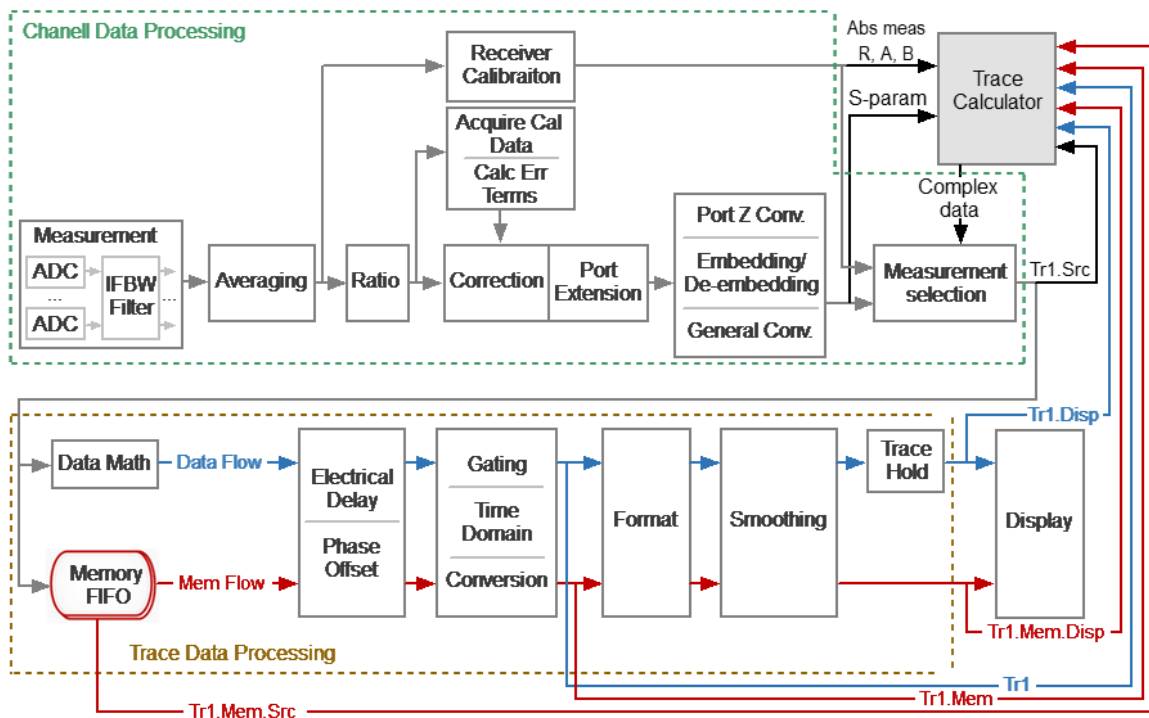 Chanell Data Processing
Abs meas
R, A, B
S-param
Trace
Calculator
Receiver
Calibraiton
Acquire Cal
Data
Calc Err
Terms
Complex
data
Measurement
ADC
...
ADC
IFBW
Filter
...
Averaging
Ratio
Correction
Port
Extension
Port Z Conv.
Embedding/
De-embedding
General Conv.
Measurement
selection
Tr1.Src
Tr1.Disp
Data Math
Data Flow
Electrical
Delay
Phase
Offset
Gating
Time
Domain
Conversion
Format
Smoothing
Trace
Hold
Display
Memory
FIFO
Mem Flow
Tr1.Mem.Disp
Trace Data Processing
Tr1
Tr1.Mem
Tr1.Mem.Src